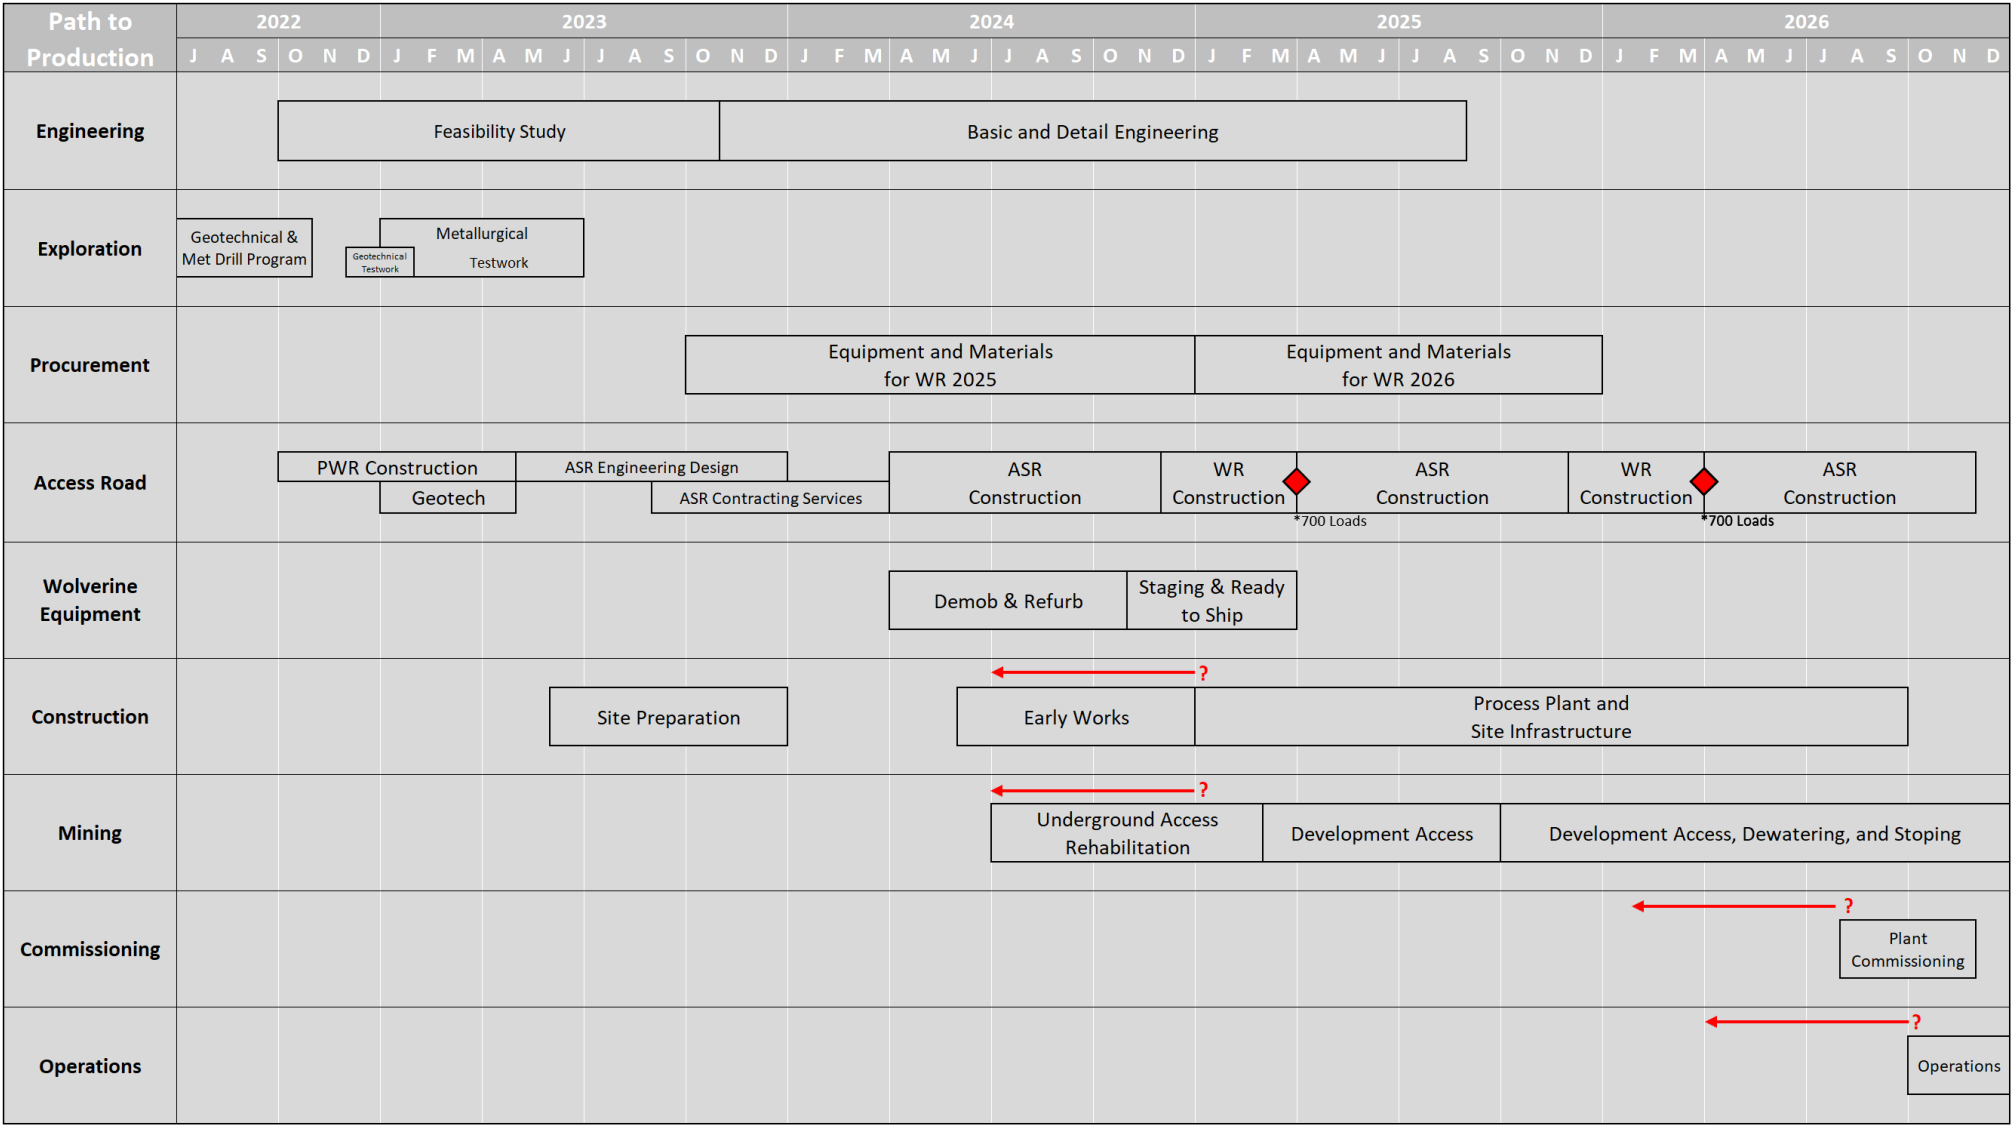 Path to
Production
2022 2023 2024 2025 2026
J A S O N D J F M A M J J A S O N D J F M A M J J A S O N D J F M A M J J A S O N D J F M A M J J A S O N D
Engineering
Feasibility Study
Basic and Detail Engineering
Exploration
Geotechnical &
Met Drill Program
Geotechnical
Testwork
Metallurgical
Testwork
Procurement
Equipment and Materials
for WR 2025
Equipment and Materials
for WR 2026
Access Road
PWR Construction
Geotech
ASR Engineering Design
ASR Contracting Services
ASR
Construction
WR
Construction
*700 Loads
ASR
Construction
WR
Construction
*700 Loads
ASR
Construction
Wolverine
Equipment
Demob & Refurb
Staging & Ready
to Ship
Construction
Site Preparation
?
Early Works
Process Plant and
Site Infrastructure
Mining
?
Underground Access
Rehabilitation
Development Access
Development Access, Dewatering, and Stoping
Commissioning
?
Plant
Commissioning
Operations
?
Operations